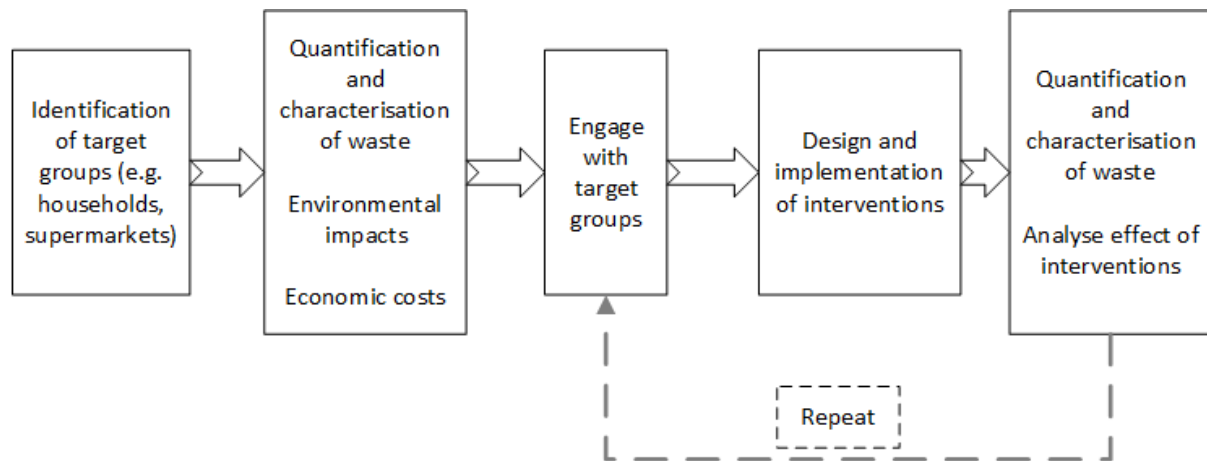 Identification
of target
groups (e.g.
households,
supermarkets)
Quantification
and
characterisation
of waste
Environmental
impacts
Economic costs
Engage
with
target
groups
Design and
implementation
of interventions
Quantification
and
characterisation
of waste
Analyse effect of
interventions
Repeat